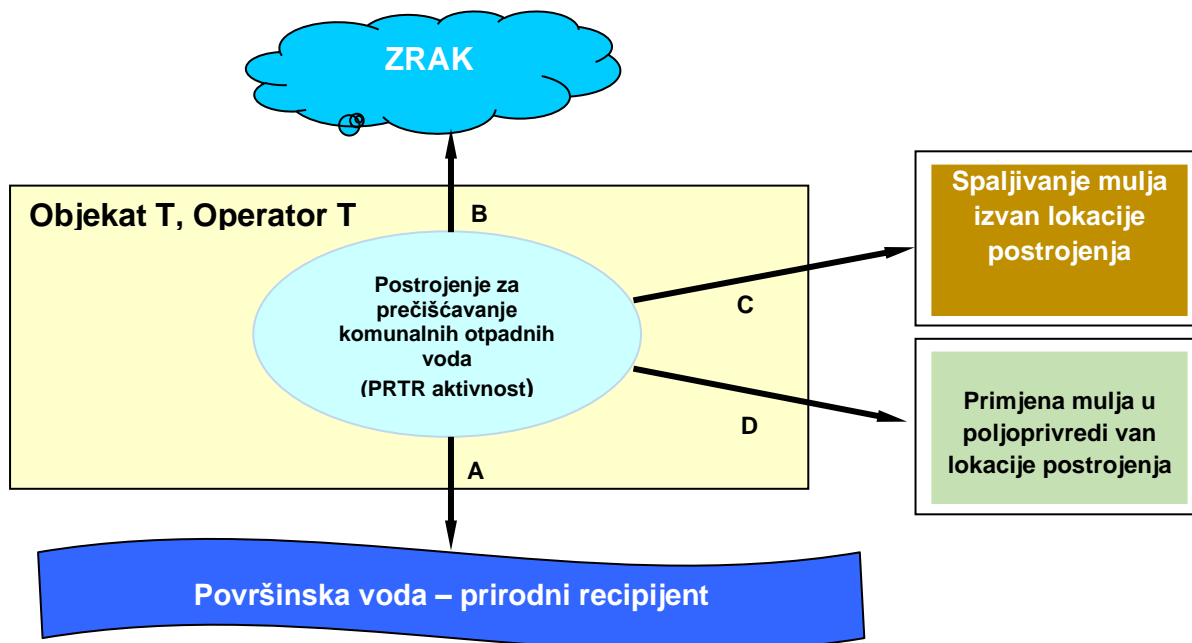 ZRAK
Objekat T, Operator T
B
Postrojenje za
prečišćavanje
komunalnih otpadnih
voda
(PRTR aktivnost)
C
D
A
Spaljivanje mulja
izvan lokacije
postrojenja
Primjena mulja u
poljoprivredi van
lokacije postrojenja
Površinska voda – prirodni recipijent